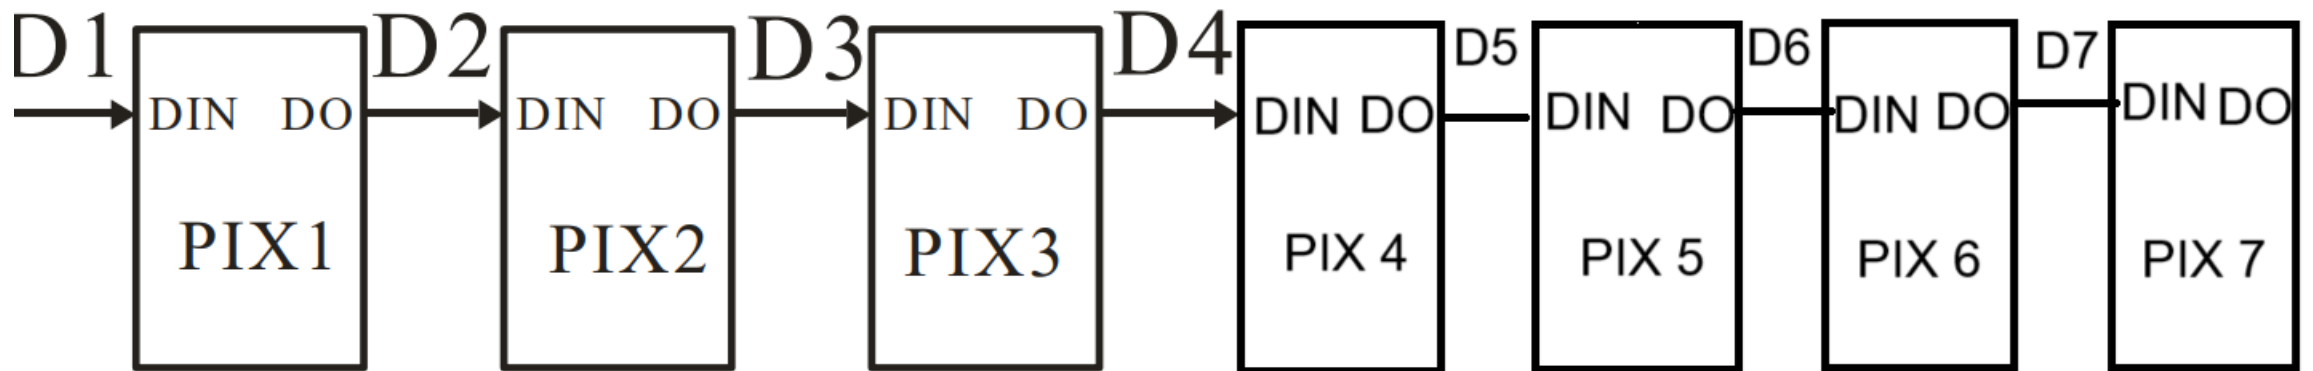 D1 D2 D3 D4 D5 D6 D7
DIN DO DIN DO DIN DO DIN DO DIN DO DIN DO DIN DO
PIX1 PIX2 PIX3 PIX 4 PIX 5 PIX 6 PIX 7